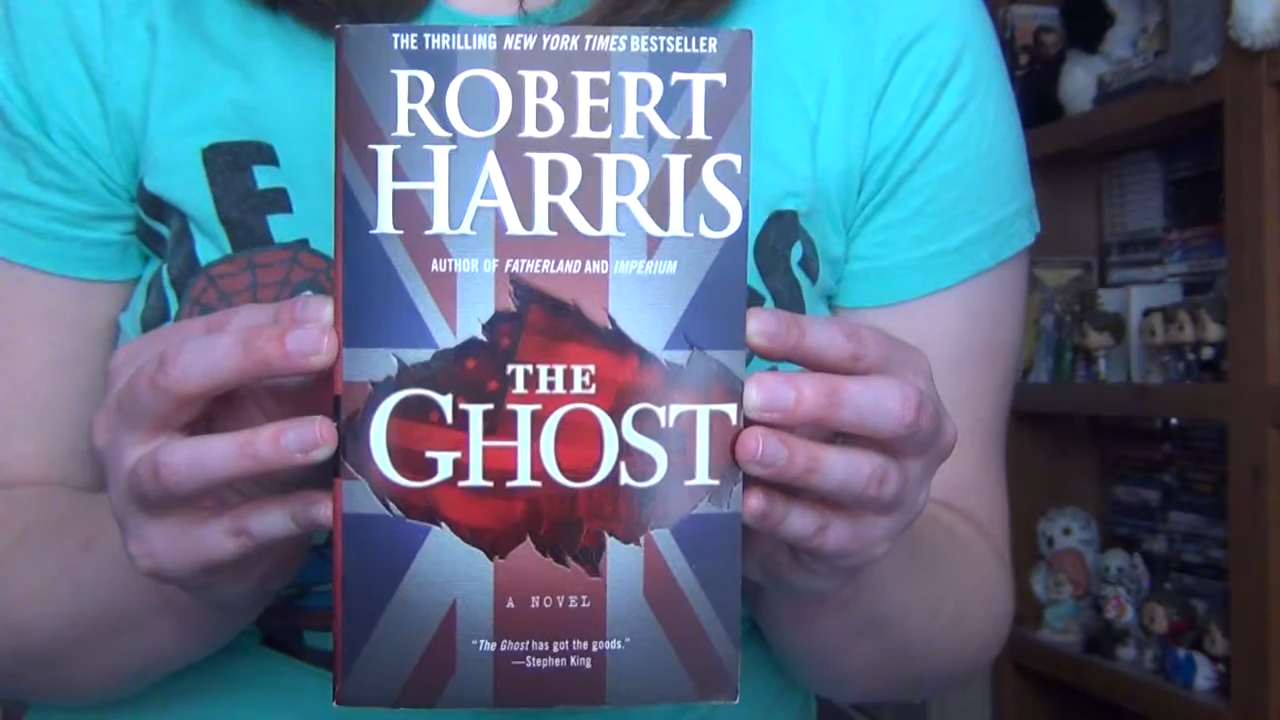 THE THRILLING NEW YORK TIMES BESTSELLER
ROBERT
HARRIS
AUTHOR OF FATHERLAND AND IMPERIUM
THE
GHOST
A NOVEL
"The Ghost has got the goods."
—Stephen King